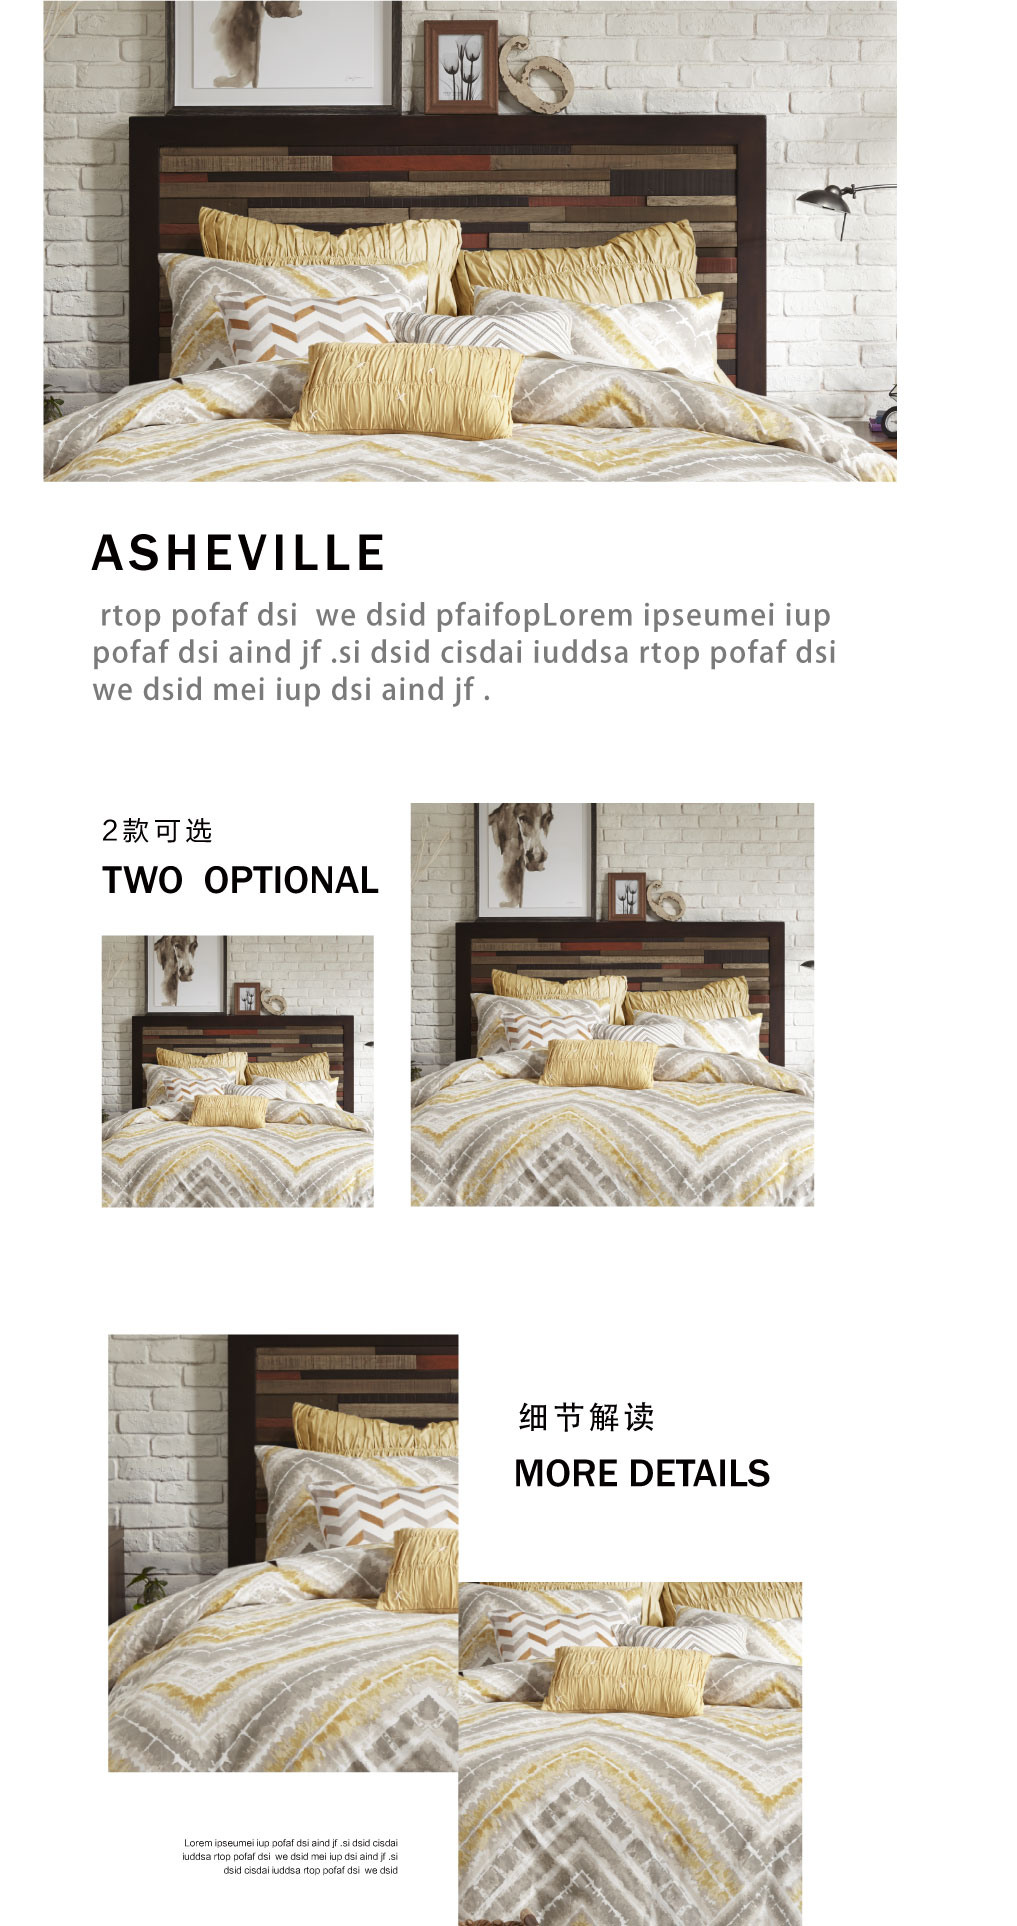 ASHEVILLE
rtop pofaf dsi  we dsid pfaifopLorem ipseumei iup
pofaf dsi aind jf .si dsid cisdai iuddsa rtop pofaf dsi
we dsid mei iup dsi aind jf .
2款可选
TWO  OPTIONAL
细节解读
MORE DETAILS
Lorem ipseumei iup pofaf dsi aind jf .si dsid cisdai
iuddsa rtop pofaf dsi  we dsid mei iup dsi aind jf .si
dsid cisdai iuddsa rtop pofaf dsi  we dsid